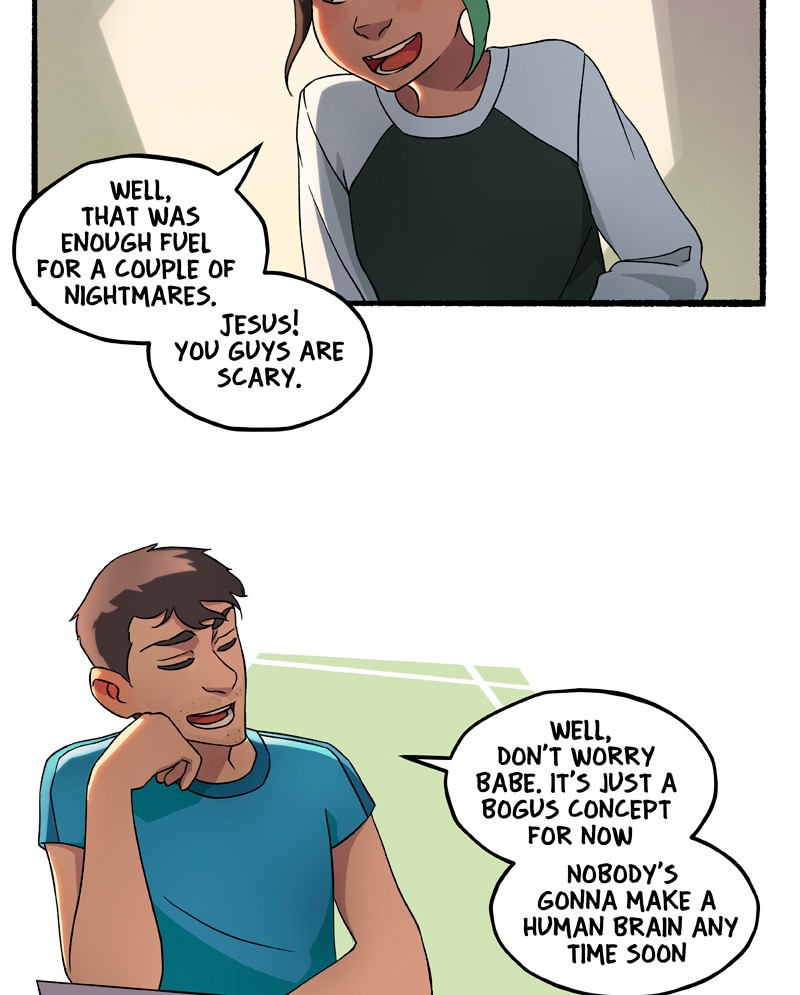 WELL,
THAT WAS
ENOUGH FUEL
FOR A COUPLE OF
NIGHTMARES.
JESUS!
YOU GUYS ARE
SCARY.
WELL,
DON'T WORRY
BABE. IT'S JUST A
BOGUS CONCEPT
FOR NOW
NOBODY'S
GONNA MAKE A
HUMAN BRAIN ANY
TIME SOON